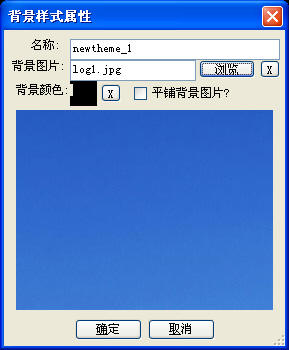 背景样式属性
名称: newtheme_1
背景图片: log1.jpg 浏览 X
背景颜色: X 平铺背景图片?
确定 取消